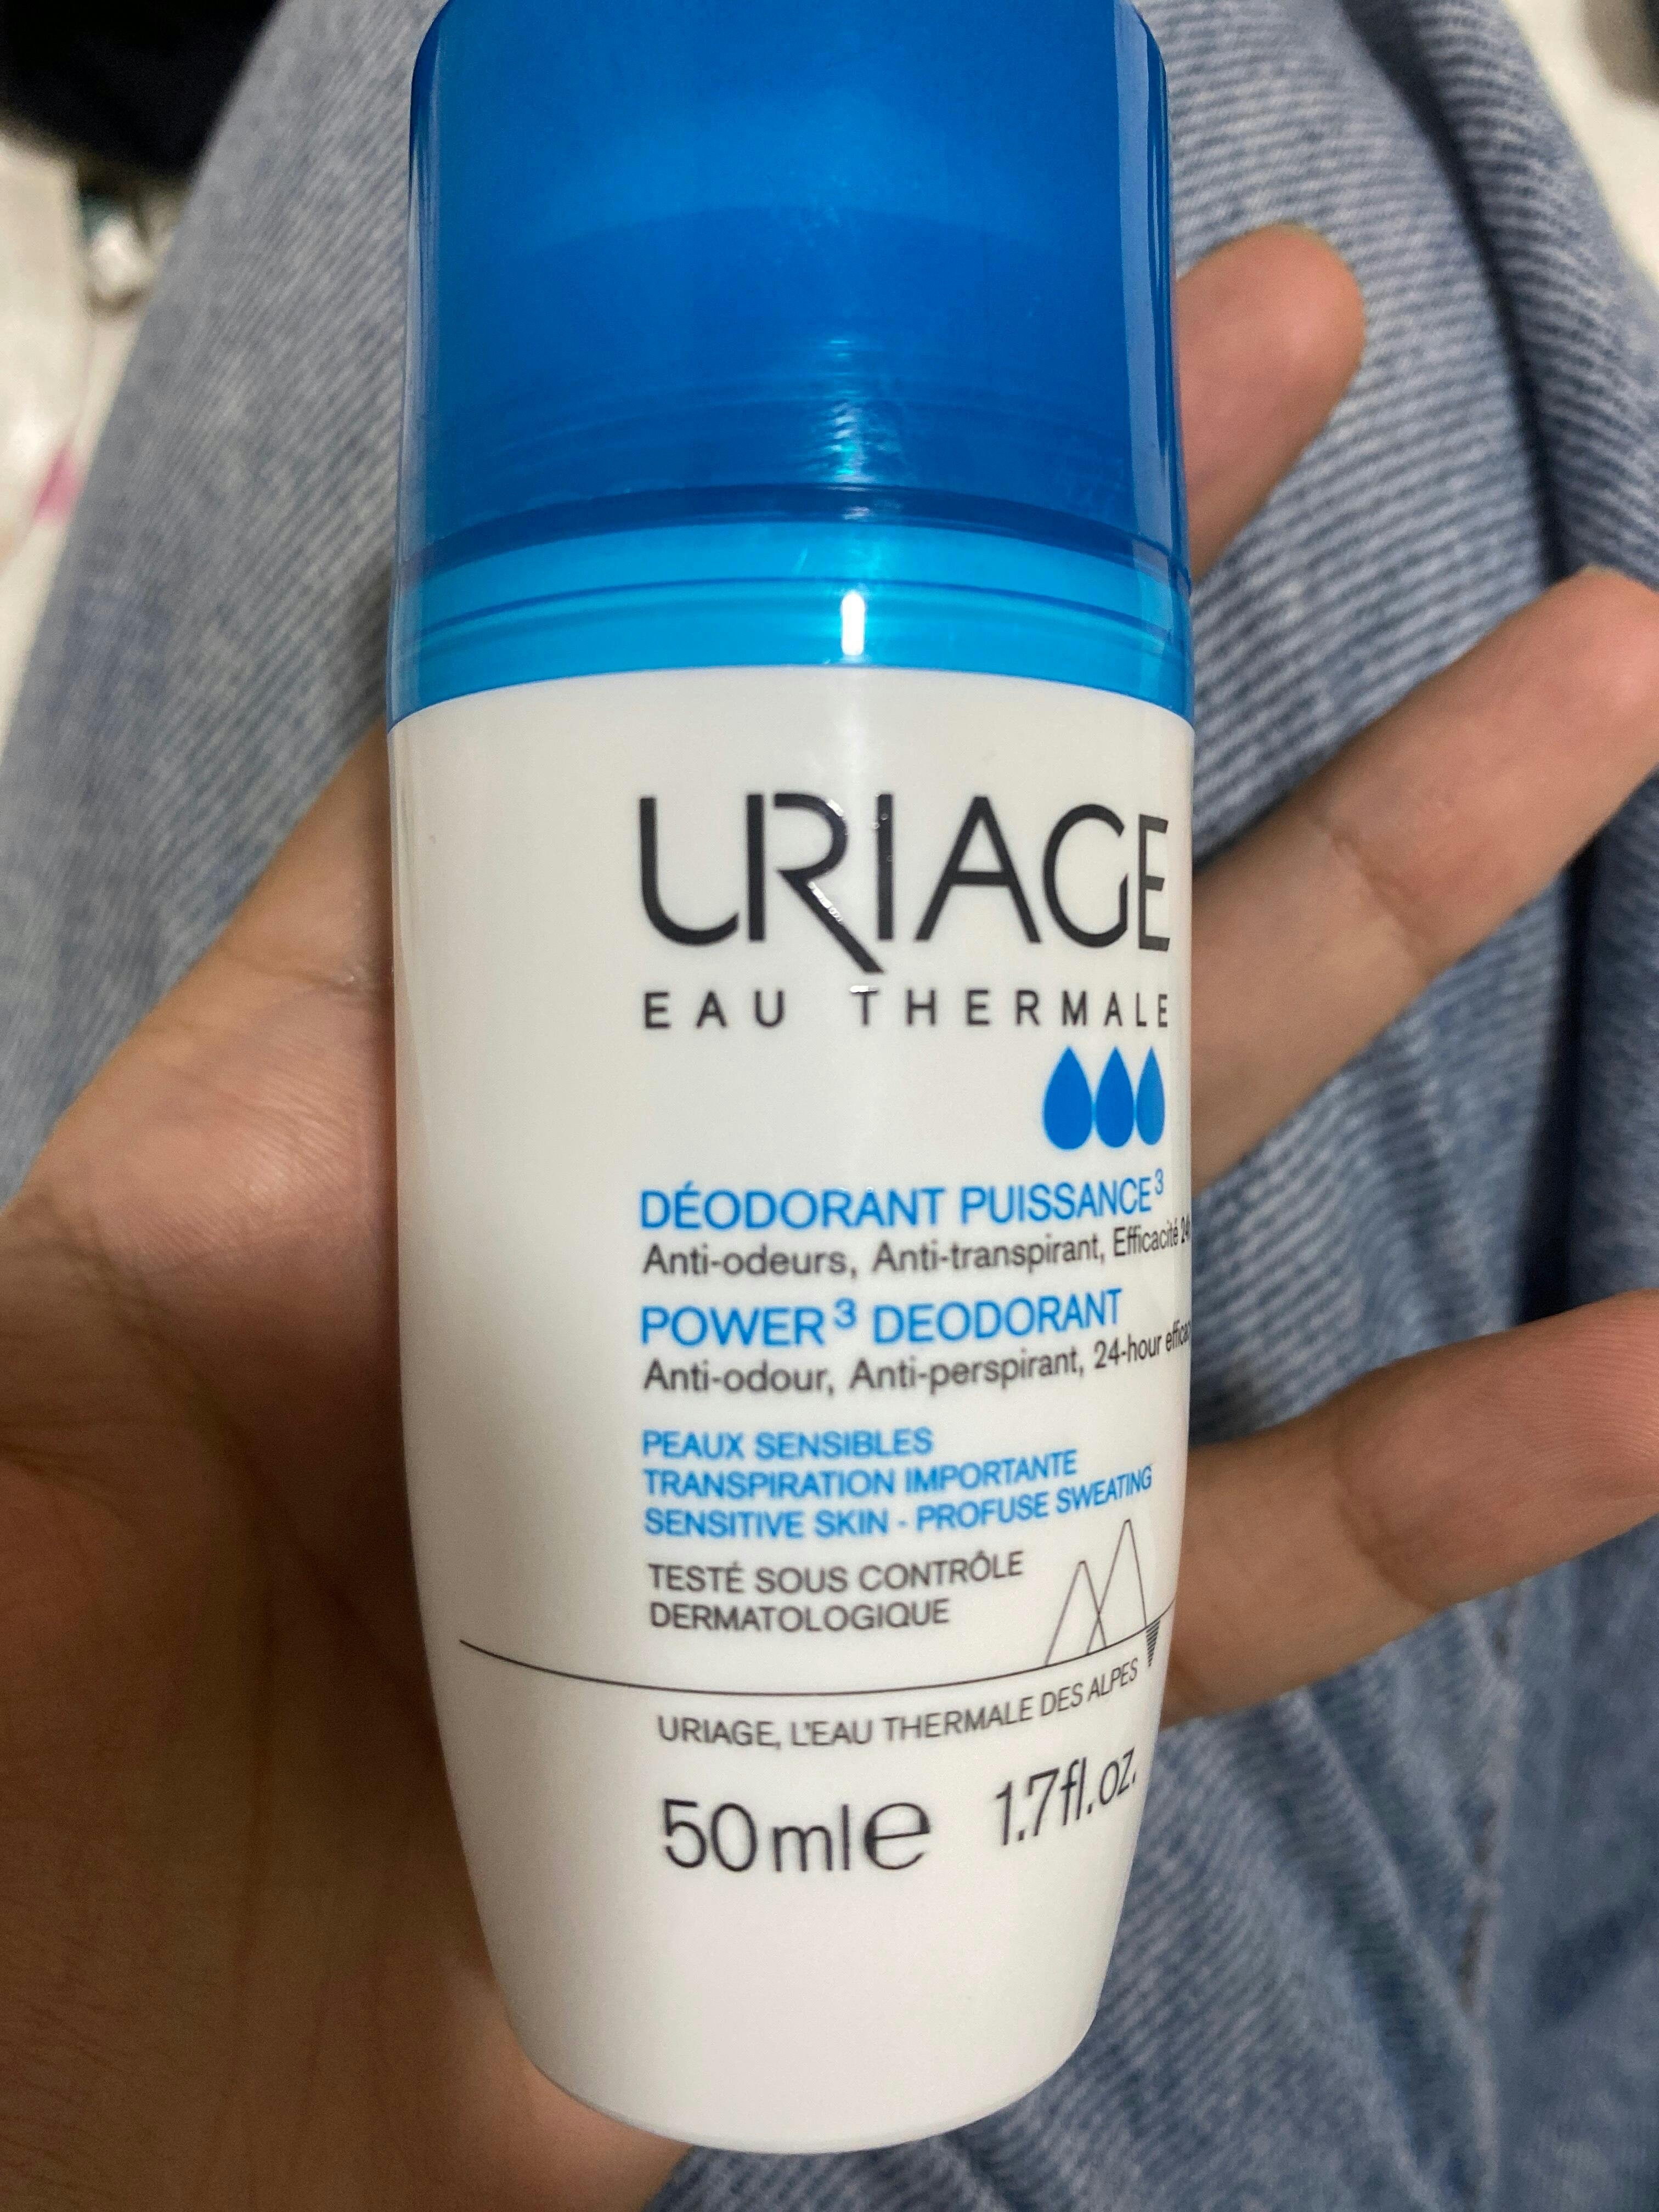 URIAGE
EAU THERMALE
DÉODORANT PUISSANCE³
Anti-odeurs, Anti-transpirant, Efficacité
POWER³ DEODORANT
Anti-odour, Anti-perspirant, 24-hour
PEAUX SENSIBLES
TRANSPIRATION IMPORTANTE
SENSITIVE SKIN - PROFUSE SWEATING
TESTÉ SOUS CONTRÔLE
DERMATOLOGIQUE
URIAGE, L'EAU THERMALE DES ALPES
50 ml e 1.7fl.oz.